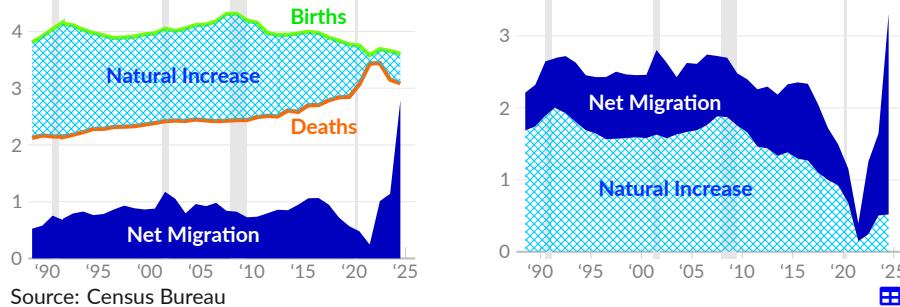 Births
4
Natural Increase
3
Deaths
2
1
Net Migration
0
'90 '95 '00 '05 '10 '15 '20 '25
3
2
Net Migration
1
Natural Increase
0
'90 '95 '00 '05 '10 '15 '20 '25
Source: Census Bureau